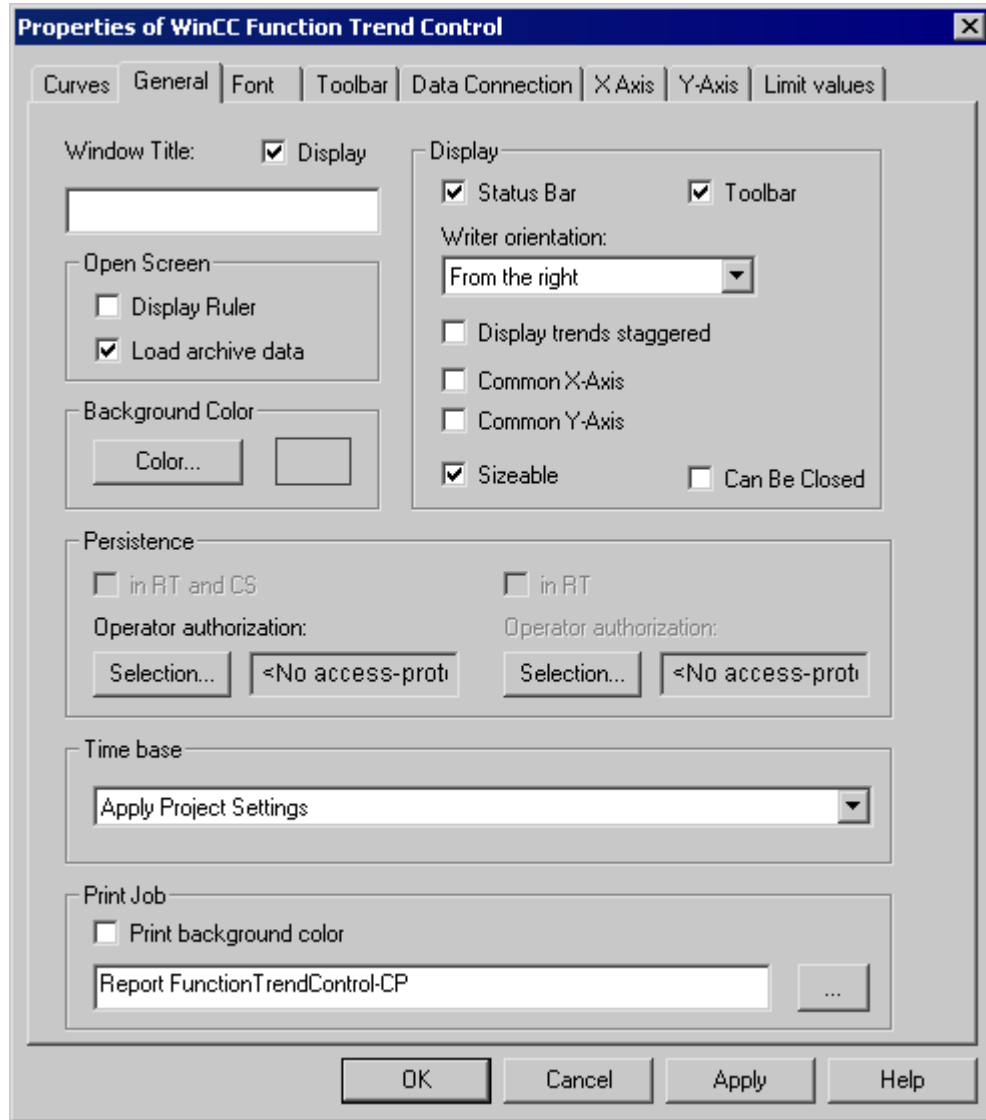 Properties of WinCC Function Trend Control
Curves General Font Toolbar Data Connection X Axis Y-Axis Limit values
Window Title: Display
Display
Status Bar Toolbar
Writer orientation:
From the right
Display trends staggered
Common X-Axis
Common Y-Axis
Sizeable Can Be Closed
Open Screen
Display Ruler
Load archive data
Background Color
Color...
Persistence
in RT and CS in RT
Operator authorization: Operator authorization:
Selection... <No access-prot Selection... <No access-prot
Time base
Apply Project Settings
Print Job
Print background color
Report FunctionTrendControl-CP ...
OK Cancel Apply Help